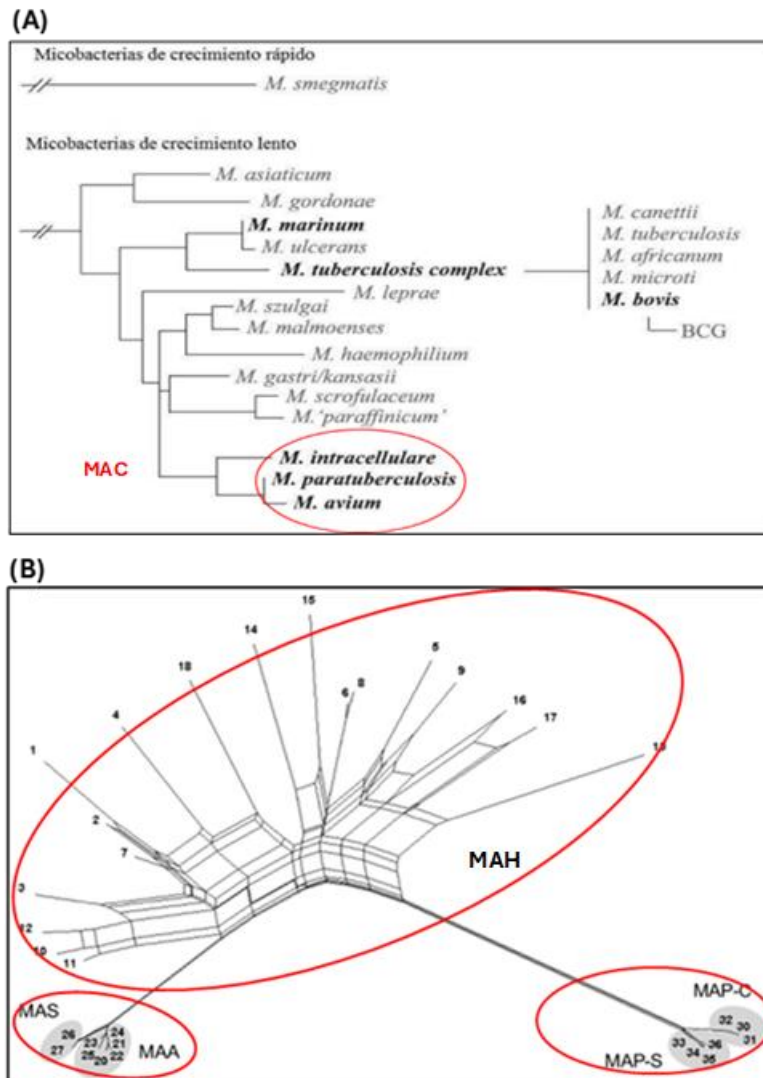 (A)
Micobacterias de crecimiento rápido
M. smegmatis
Micobacterias de crecimiento lento
M. asiaticum
M. gordonae
M. marinum
M. ulcerans
M. tuberculosis complex
M. leprae
M. szulgai
M. malmoenses
M. haemophilium
M. gastri/kansasii
M. scrofulaceum
M.'paraffinicum'
MAC
M. intracellulare
M. paratuberculosis
M. avium
M. canettii
M. tuberculosis
M. africanum
M. microti
M. bovis
BCG
(B)
15
14
18
5
8
6
9
4
16
17
1
2
7
MAH
3
12
10
11
MAS
26
27
24
23
21
25
20
22
MAA
MAP-C
32
30
31
33
36
34
35
MAP-S